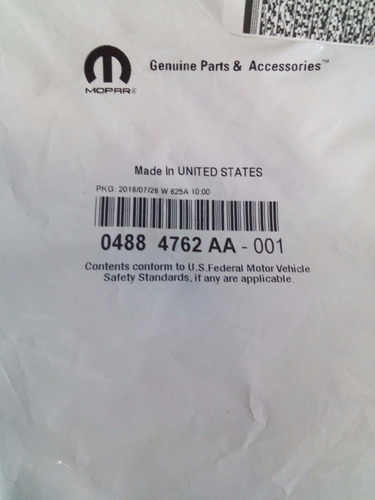 Genuine Parts & Accessories™
MOPAR®
Made In UNITED STATES
PKG. 2016/07/26 W 625A 10:00
0488 4762 AA - 001
Contents conform to U.S.Federal Motor Vehicle
Safety Standards, if any are applicable.